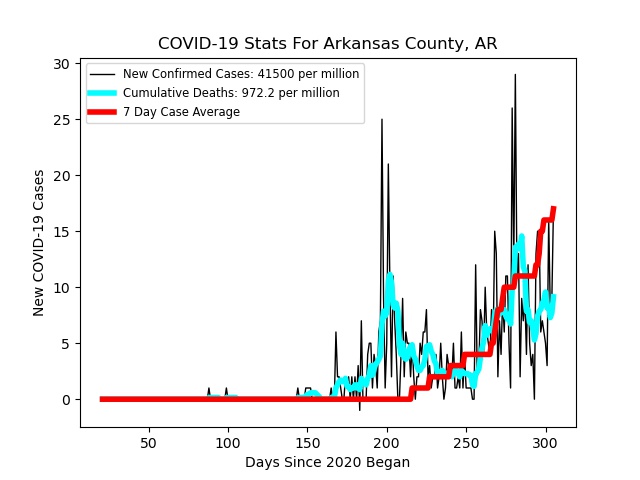 COVID-19 Stats For Arkansas County, AR
New Confirmed Cases: 41500 per million
Cumulative Deaths: 972.2 per million
7 Day Case Average
New COVID-19 Cases
30
25
20
15
10
5
0
50 100 150 200 250 300
Days Since 2020 Began